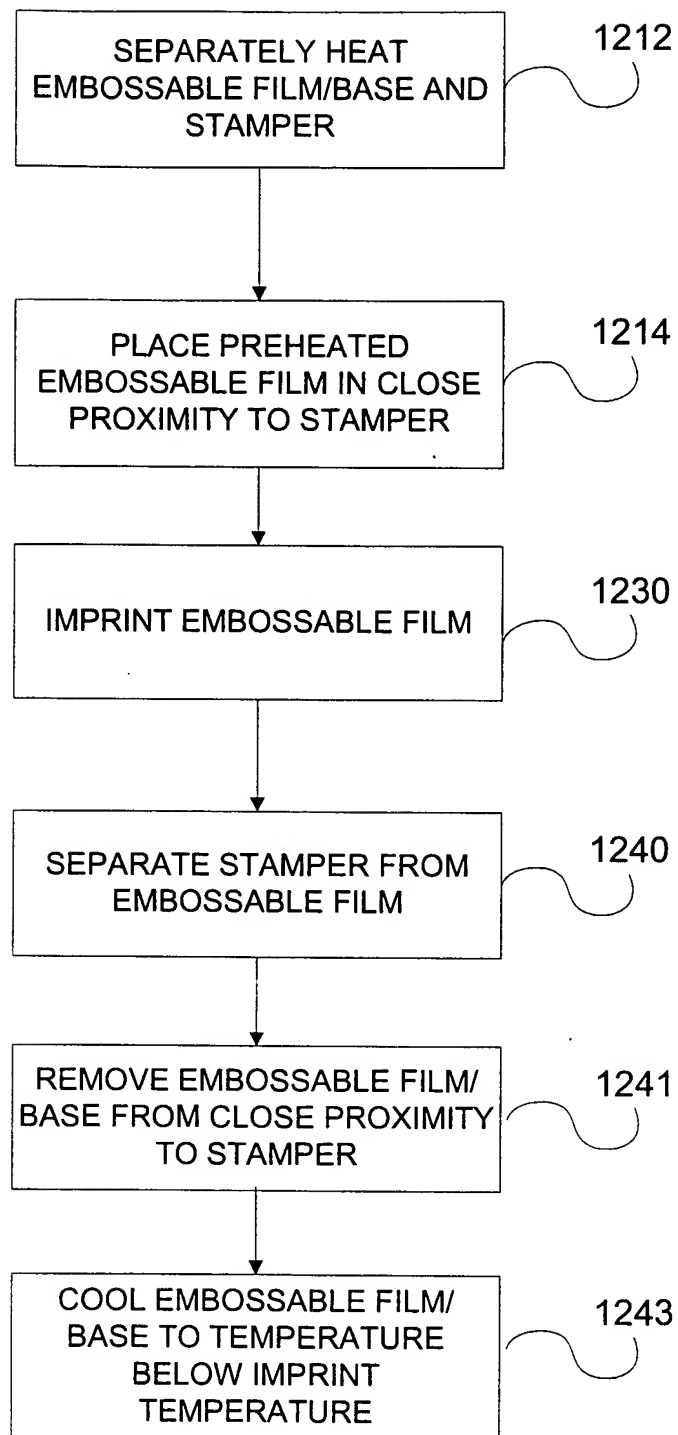 SEPARATELY HEAT
EMBOSSABLE FILM/BASE AND
STAMPER
1212
PLACE PREHEATED
EMBOSSABLE FILM IN CLOSE
PROXIMITY TO STAMPER
1214
IMPRINT EMBOSSABLE FILM
1230
SEPARATE STAMPER FROM
EMBOSSABLE FILM
1240
REMOVE EMBOSSABLE FILM/
BASE FROM CLOSE PROXIMITY
TO STAMPER
1241
COOL EMBOSSABLE FILM/
BASE TO TEMPERATURE
BELOW IMPRINT
TEMPERATURE
1243